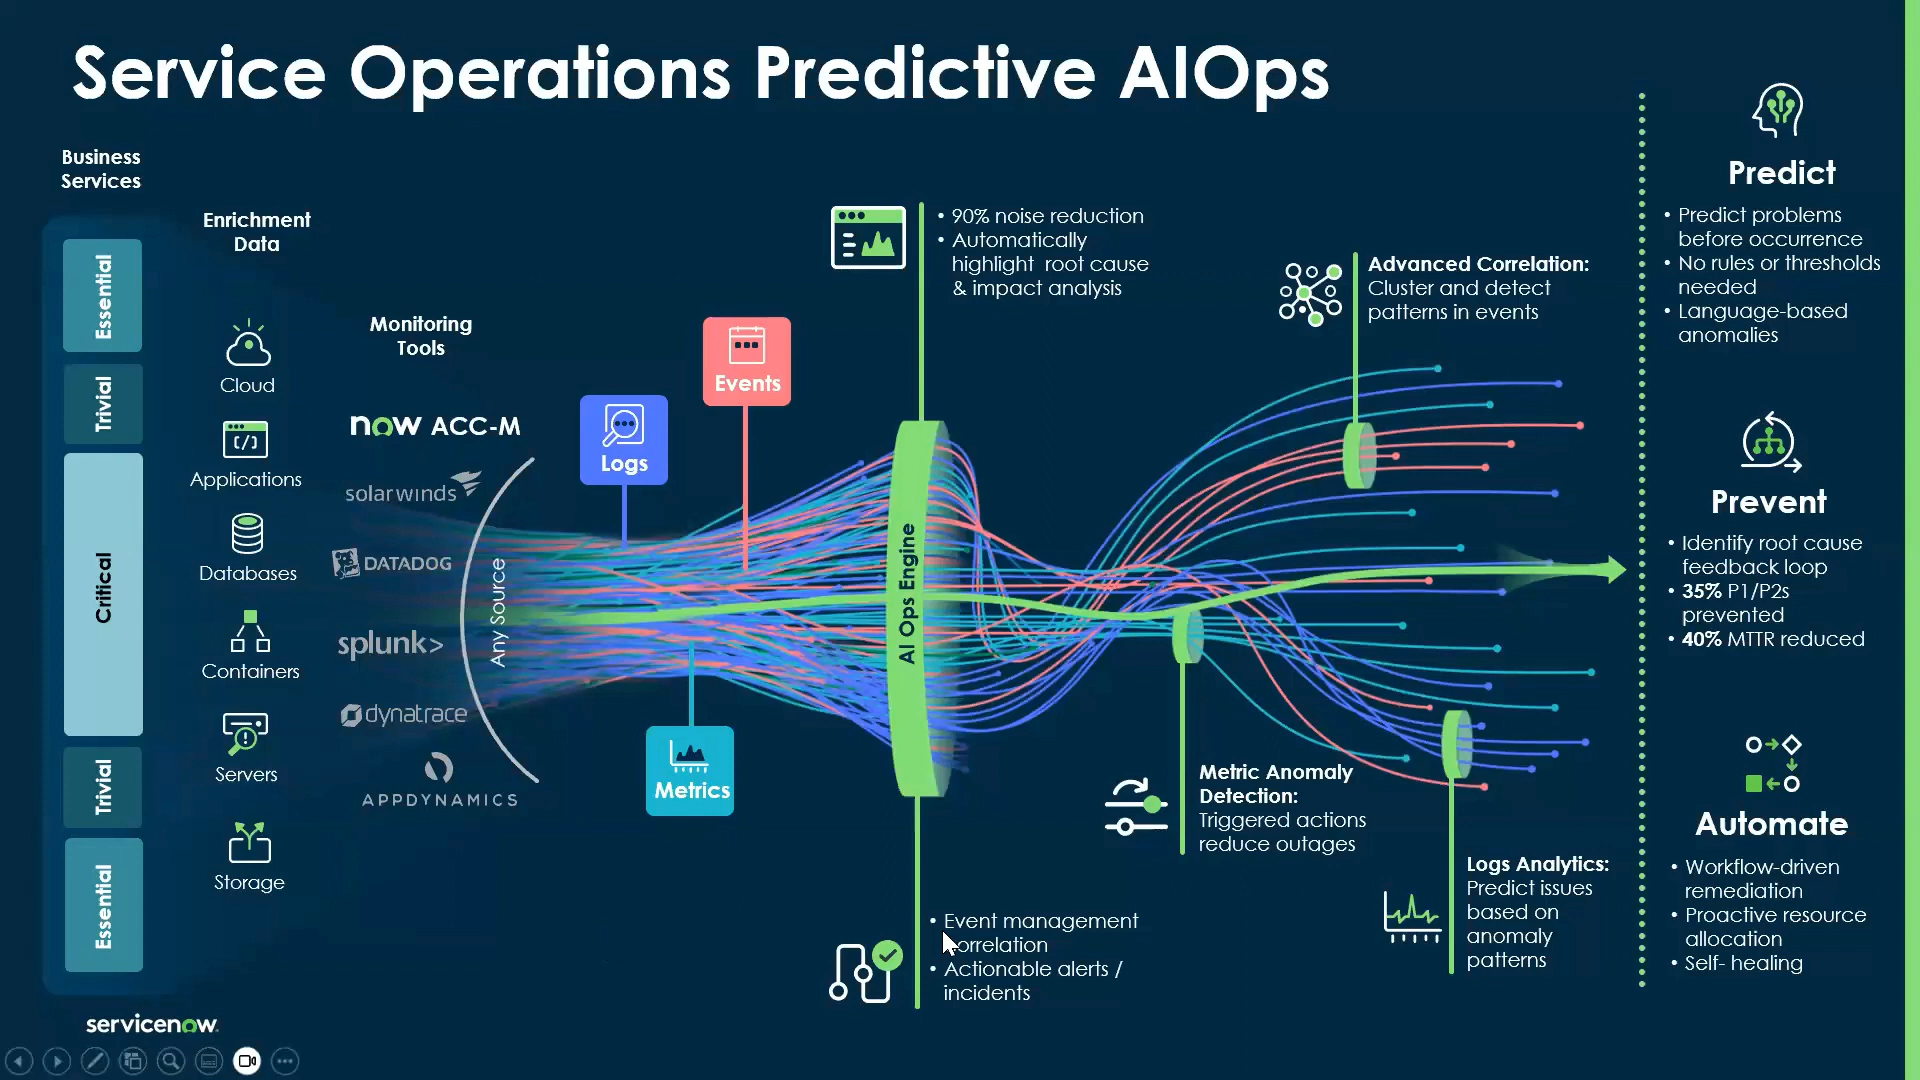 Service Operations Predictive AIOps
Business
Services
Essential
Trivial
Critical
Trivial
Essential
Enrichment
Data
Cloud
Applications
Databases
Containers
Servers
Storage
Monitoring
Tools
now ACC-M
solarwinds
DATADOG
splunk>
dynatrace
APPDYNAMICS
Any Source
Logs
Events
Metrics
AI Ops Engine
• 90% noise reduction
• Automatically
highlight root cause
& impact analysis
• Event management
correlation
• Actionable alerts /
incidents
Advanced Correlation:
Cluster and detect
patterns in events
Metric Anomaly
Detection:
Triggered actions
reduce outages
Logs Analytics:
Predict issues
based on
anomaly
patterns
Predict
• Predict problems
before occurrence
• No rules or thresholds
needed
• Language-based
anomalies
Prevent
• Identify root cause
feedback loop
• 35% P1/P2s
prevented
• 40% MTTR reduced
Automate
• Workflow-driven
remediation
• Proactive resource
allocation
• Self- healing
servicenow